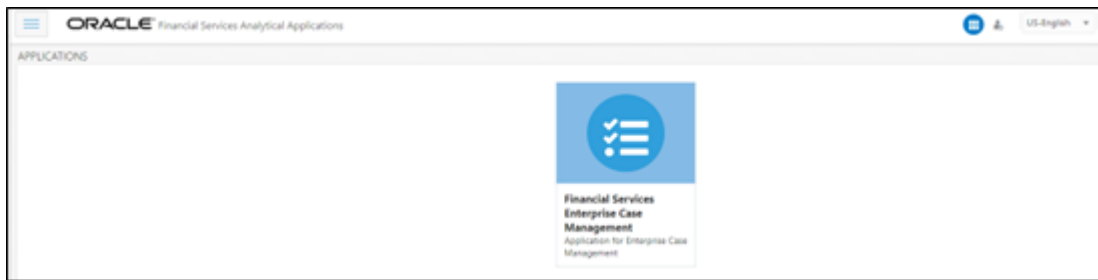 ORACLE Financial Services Analytical Applications
US-English
APPLICATIONS
Financial Services
Enterprise Case
Management
Application for Enterprise Case
Management